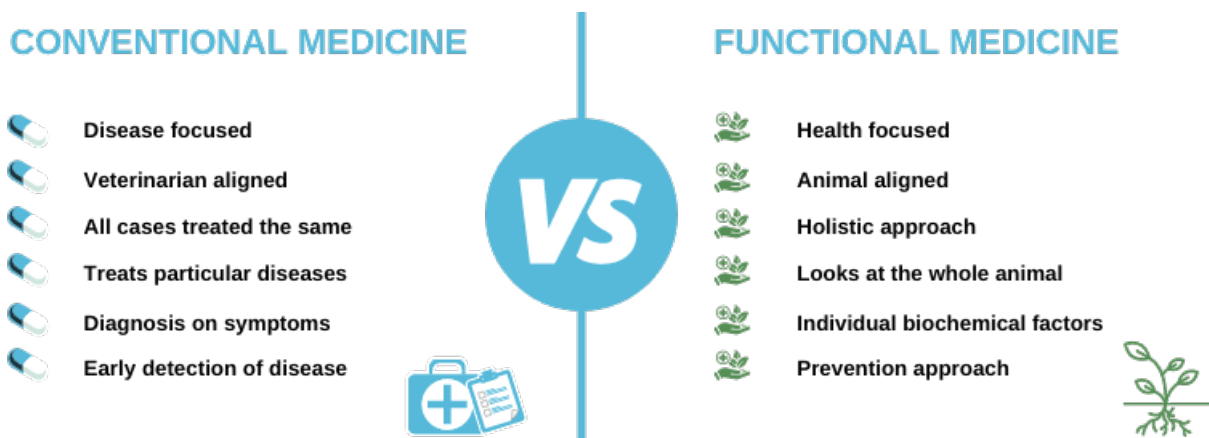 CONVENTIONAL MEDICINE
Disease focused
Veterinarian aligned
All cases treated the same
Treats particular diseases
Diagnosis on symptoms
Early detection of disease
VS
FUNCTIONAL MEDICINE
Health focused
Animal aligned
Holistic approach
Looks at the whole animal
Individual biochemical factors
Prevention approach